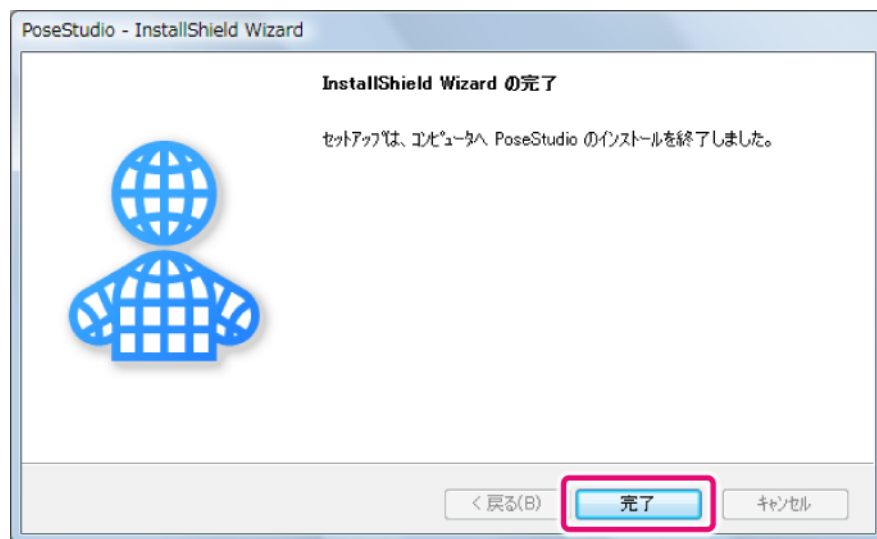 PoseStudio - InstallShield Wizard
InstallShield Wizard の完了
ｾｯﾄｱｯﾌﾟは、ｺﾝﾋﾟｭｰﾀへ PoseStudio のｲﾝｽﾄｰﾙを終了しました。
< 戻る(B)
完了
ｷｬﾝｾﾙ